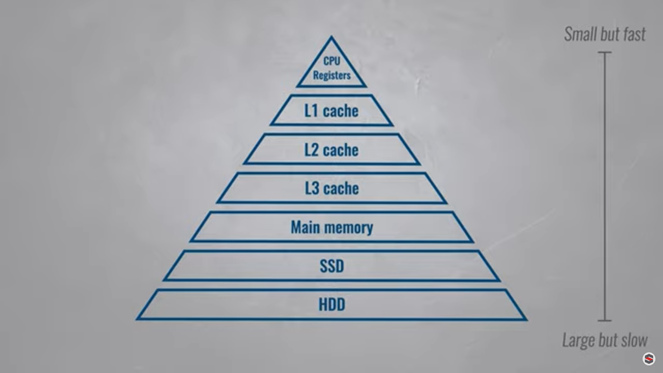 Small but fast
CPU
Registers
L1 cache
L2 cache
L3 cache
Main memory
SSD
HDD
Large but slow
S